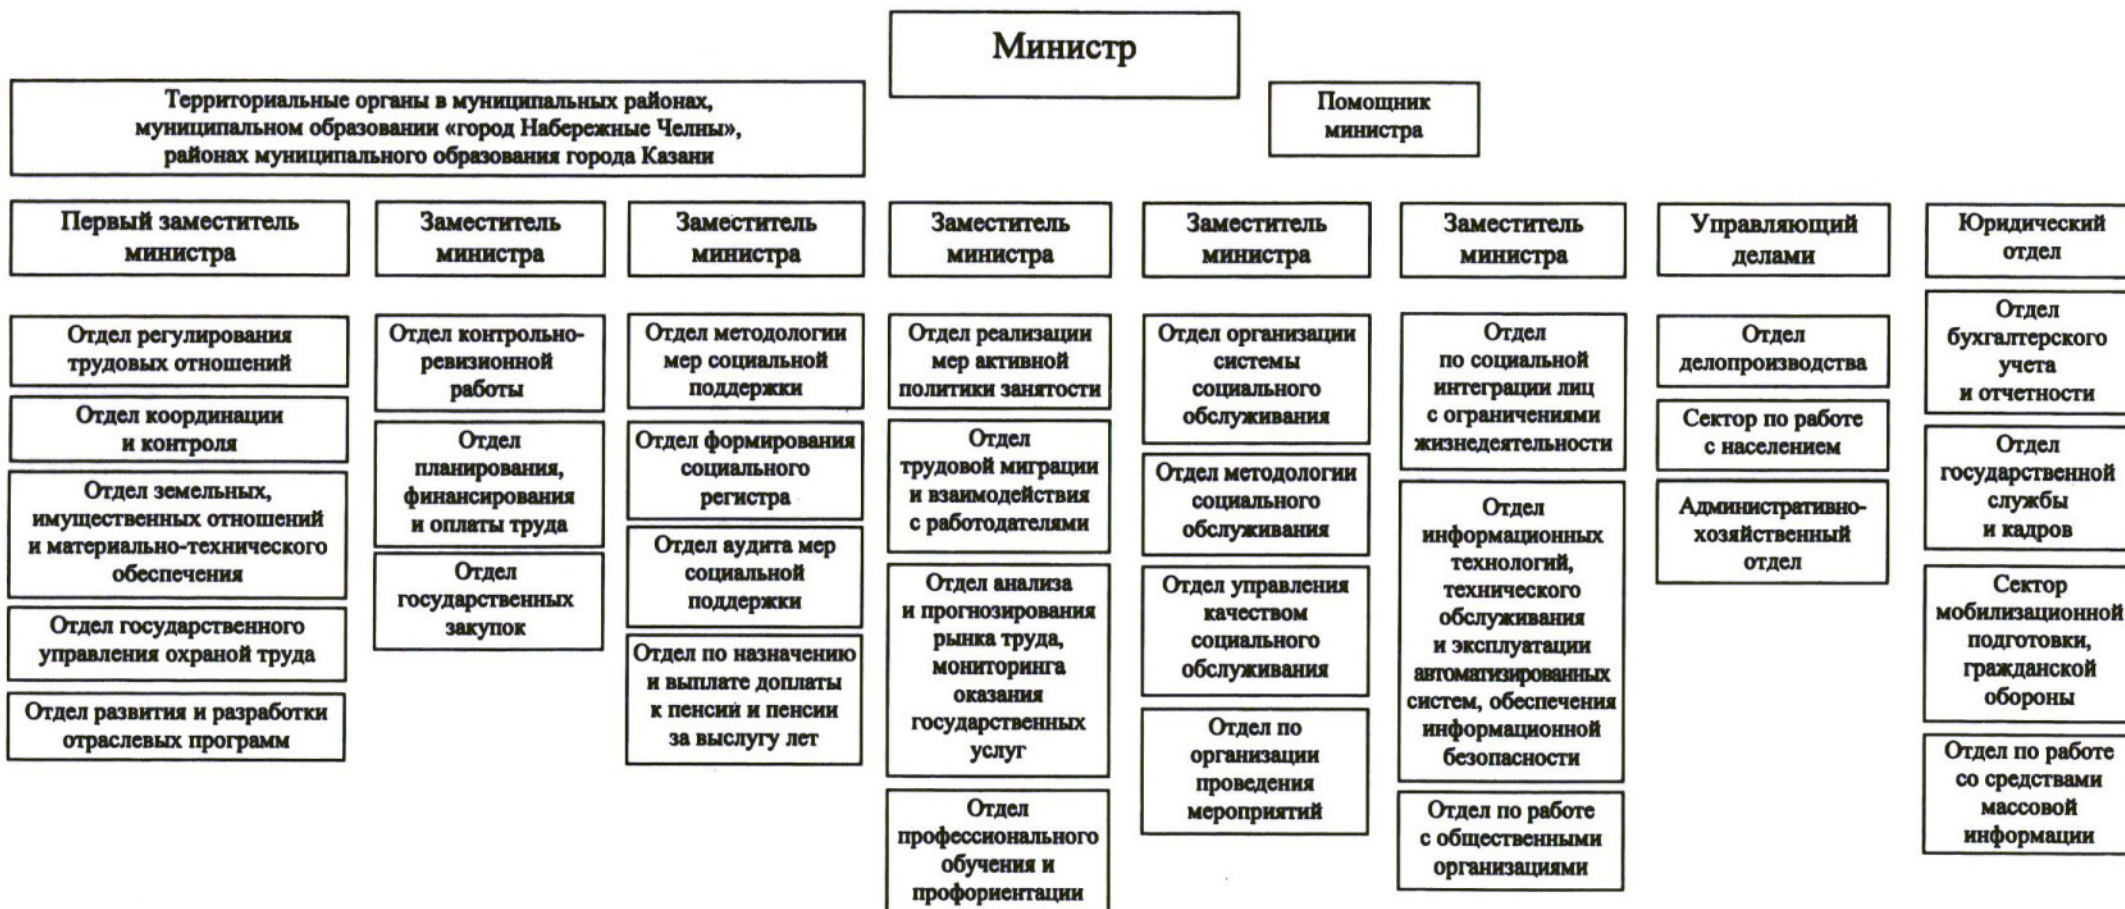 Министр
Территориальные органы в муниципальных районах,
муниципальном образовании «город Набережные Челны»,
районах муниципального образования города Казани
Помощник
министра
Первый заместитель
министра
Отдел регулирования
трудовых отношений
Отдел координации
и контроля
Отдел земельных,
имущественных отношений
и материально-технического
обеспечения
Отдел государственного
управления охраной труда
Отдел развития и разработки
отраслевых программ
Заместитель
министра
Отдел контрольно-
ревизионной
работы
Отдел
планирования,
финансирования
и оплаты труда
Отдел
государственных
закупок
Заместитель
министра
Отдел методологии
мер социальной
поддержки
Отдел формирования
социального
регистра
Отдел аудита мер
социальной
поддержки
Отдел по назначению
и выплате доплаты
к пенсии и пенсии
за выслугу лет
Заместитель
министра
Отдел реализации
мер активной
политики занятости
Отдел
трудовой миграции
и взаимодействия
с работодателями
Отдел анализа
и прогнозирования
рынка труда,
мониторинга
оказания
государственных
услуг
Отдел
профессионального
обучения и
профориентации
Заместитель
министра
Отдел организации
системы
социального
обслуживания
Отдел методологии
социального
обслуживания
Отдел управления
качеством
социального
обслуживания
Отдел по
организации
проведения
мероприятий
Заместитель
министра
Отдел
по социальной
интеграции лиц
с ограничениями
жизнедеятельности
Отдел
информационных
технологий,
технического
обслуживания
и эксплуатации
автоматизированных
систем, обеспечения
информационной
безопасности
Отдел по работе
с общественными
организациями
Управляющий
делами
Отдел
делопроизводства
Сектор по работе
с населением
Административно-
хозяйственный
отдел
Юридический
отдел
Отдел
бухгалтерского
учета
и отчетности
Отдел
государственной
службы
и кадров
Сектор
мобилизационной
подготовки,
гражданской
обороны
Отдел по работе
со средствами
массовой
информации